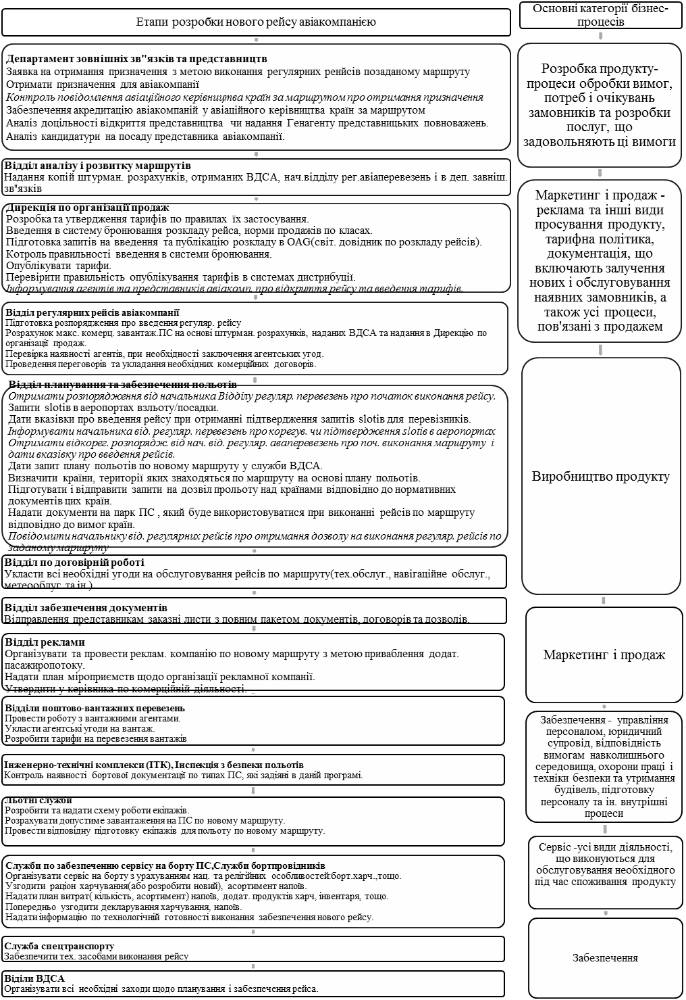 Етапи розробки нового рейсу авіакомпанією
Департамент зовнішніх зв"язків та представництв
Заявка на отримання призначення з метою виконання регулярних ренйсів позаданому маршруту
Отримати призначення для авіакомпанії
Контроль повідомлення авіаційного керівництва країн за маршрутом про отримання призначення
Забезпечення акредитацію авіакомпаній у авіаційного керівництва країн за маршрутом
Аналіз доцільності відкриття представництва чи надання Генагенту представницьких повноважень.
Аналіз кандидатури на посаду представника авіакомпанії.
Відділ аналізу і розвитку маршрутів
Надання копій штурман. розрахунків, отриманих ВДСА, нач.відділу рег.авіаперевезень і в деп. завніш.
зв"язків
Дирекція по організації продаж
Розробка та утвердження тарифів по правилах їх застосування.
Введення в систему бронювання розкладу рейса, норми продажів по класах.
Підготовка запитів на введення та публікацію розкладу в OAG(світ. довідник по розкладу рейсів).
Котроль правильності введення в системи бронювання.
Опублікувати тарифи.
Перевірити правильність опублікування тарифів в системах дистрибуції.
Інформування агентів та представників авіакомп. про відкриття рейсу та введення тарифів.
Відділ регулярних рейсів авіакомпанії
Підготовка розпорядження про введення регуляр. рейсу
Розрахунок макс. комерц. завантаж.ПС на основі штурман. розрахунків, наданих ВДСА та надання в Дирекцію по
організації продаж.
Перевірка наявності агентів, при необхідності заключення агентських угод.
Проведення переговорів та укладання необхідних комерційних договорів.
Відділ планування та забезпечення польотів
Отримати розпорядження від начальника Відділу регуляр. перевезень про початок виконання рейсу.
Запити slotів в аеропортах взльоту/посадки.
Дати вказівки про введення рейсу при отриманні підтвердження запитів slotів для перевізників.
Інформувати начальника від. регуляр. перевезень про корегув. чи підтвердження slotів в аеропортах
Отримати відкорег. розпорядж. від нач. від. регуляр. аваперевезень про поч. виконання маршруту і
дати вказівку про введення рейсів.
Дати запит плану польотів по новому маршруту у служби ВДСА.
Визначити країни, території яких знаходяться по маршруту на основі плану польотів.
Підготувати і відправити запити на дозвіл прольоту над країнами відповідно до нормативних
документів цих країн.
Надати документи на парк ПС , який буде використовуватися при виконанні рейсів по маршруту
відповідно до вимог країн.
Повідомити начальнику від. регулярних рейсів про отримання дозволу на виконання регуляр. рейсів по
заданому маршруту
Відділ по договірній роботі
Укласти всі необхідні угоди на обслуговування рейсів по маршруту(тех.обслуг., навігаційне обслуг.,
метеообслуг. та ін.)
Відділ забезпечення документів
Відправлення представникам заказні листи з повним пакетом документів, договорів та дозволів.
Відділ реклами
Організувати та провести реклам. компанію по новому маршруту з метою приваблення додат.
пасажиропотоку.
Надати план міроприємств щодо організації рекламної компанії.
Утвердити у керівника по комерційній діяльності.
Відділи поштово-вантажних перевезень
Провести роботу з вантажними агентами.
Укласти агентські угоди на вантаж.
Розробити тарифи на перевезення вантажів
Інженерно-технічні комплекси (ІТК), Інспекція з безпеки польотів
Контроль наявності бортової документації по типах ПС, які задіяні в даній програмі.
Льотні служби
Розробити та надати схему роботи екіпажів.
Розрахувати допустиме завантаження на ПС по новому маршруту.
Провести відповідну підготовку екіпажів для польоту по новому маршруту.
Служби по забезпеченню сервісу на борту ПС,Служби бортпровідників
Організувати сервіс на борту з урахуванням нац. та релігійних особливостей:борт.харч.,тощо.
Узгодити раціон харчування(або розробити новий), асортимент напоїв.
Надати план витрат( кількість, асортимент) напоїв, додат. продуктів харч, інвентаря, тощо.
Попередньо узгодити декларування харчування, напоїв.
Надати інформацію по технологічній готовності виконання забезпечення нового рейсу.
Служба спецтранспорту
Забезпечити тех. засобами виконання рейсу
Віділи ВДСА
Організувати всі необхідні заходи щодо планування і забезпечення рейса.
Основні категорії бізнес-
процесів
Розробка продукту-
процеси обробки вимог,
потреб і очікувань
замовників та розробки
послуг, що
задовольняють ці вимоги
Маркетинг і продаж -
реклама та інші види
просування продукту,
тарифна політика,
документація, що
включають залучення
нових і обслуговування
наявних замовників, а
також усі процеси,
пов'язані з продажем
Виробництво продукту
Маркетинг і продаж
Забезпечення - управління
персоналом, юридичний
супровід, відповідність
вимогам навколишнього
середовища, охорони праці і
техніки безпеки та утримання
будівель, підготовку
персоналу та ін. внутрішні
процеси
Сервіс -усі види діяльності,
що виконуються для
обслуговування необхідного
під час споживання продукту
Забезпечення